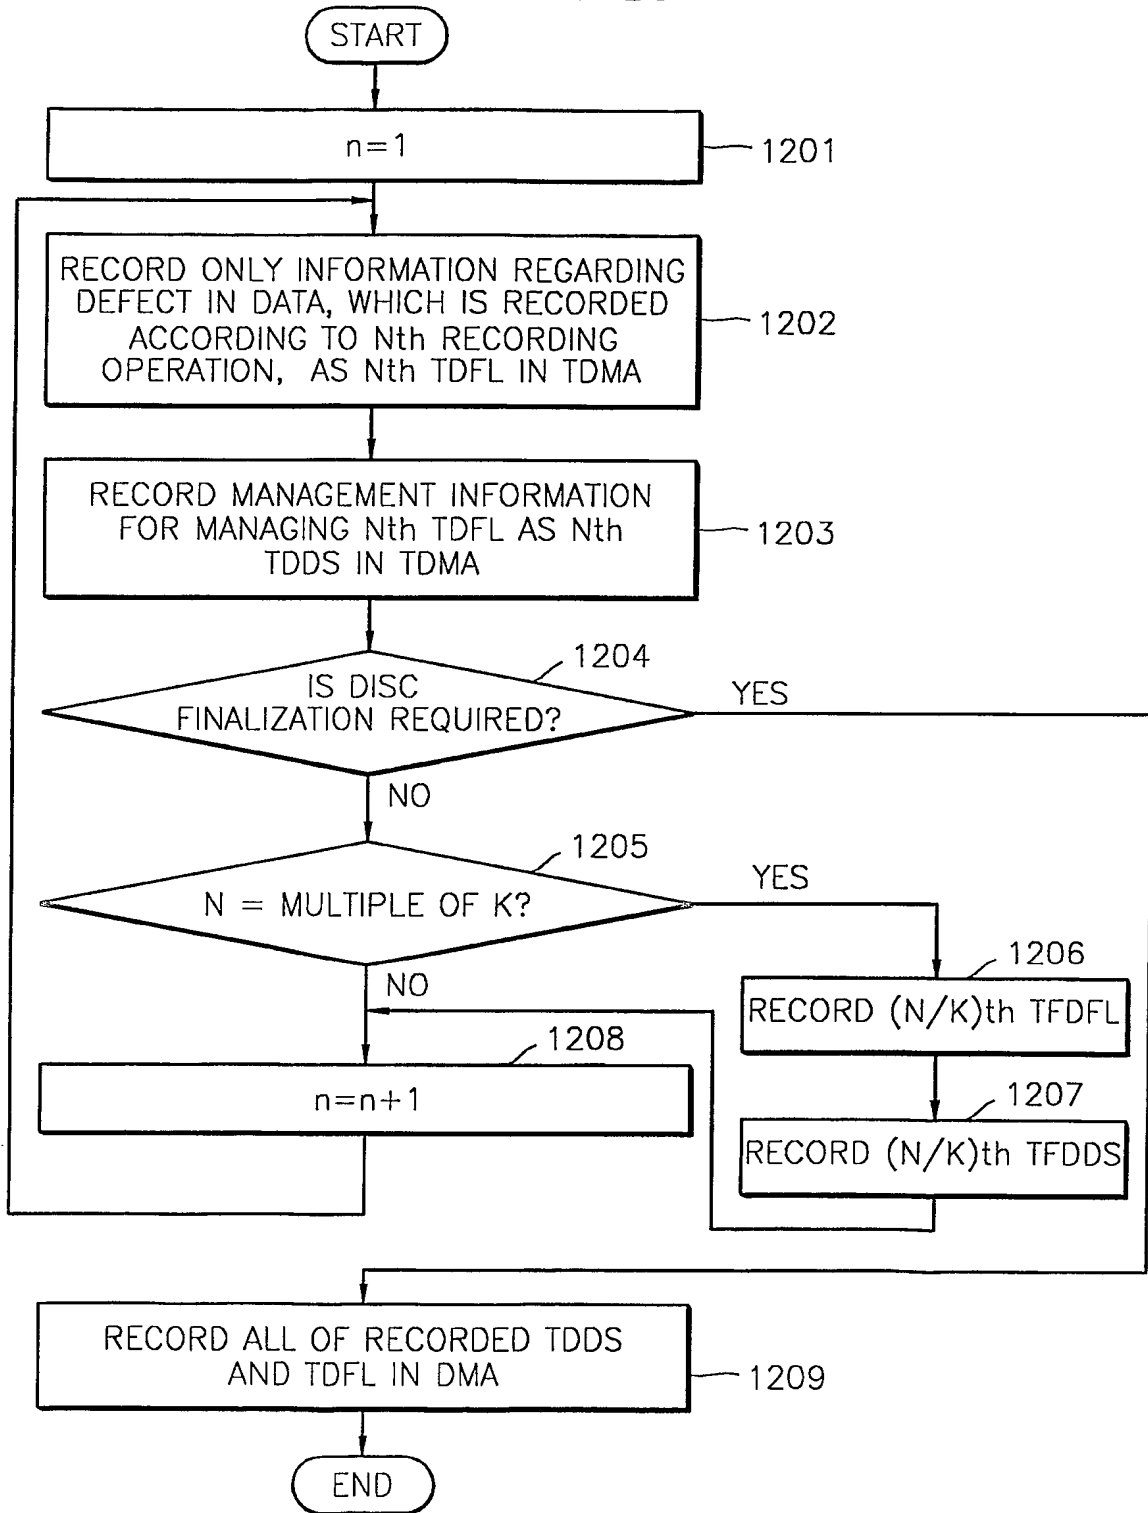 START
n=1
1201
RECORD ONLY INFORMATION REGARDING
DEFECT IN DATA, WHICH IS RECORDED
ACCORDING TO Nth RECORDING
OPERATION, AS Nth TDFL IN TDMA
1202
RECORD MANAGEMENT INFORMATION
FOR MANAGING Nth TDFL AS Nth
TDDS IN TDMA
1203
1204
IS DISC
FINALIZATION REQUIRED?
YES
NO
1205
N = MULTIPLE OF K?
YES
NO
1206
RECORD (N/K)th TFDFL
1207
RECORD (N/K)th TFDDS
1208
n=n+1
RECORD ALL OF RECORDED TDDS
AND TDFL IN DMA
1209
END